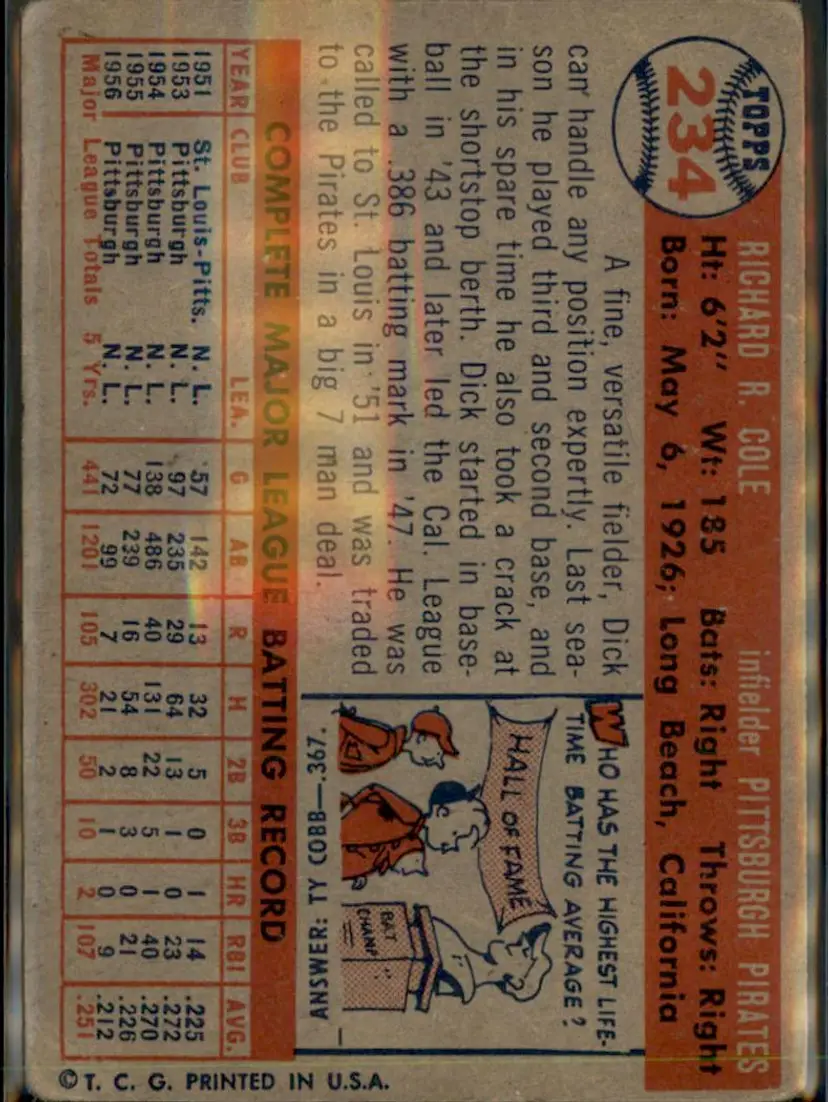 TOPPS
234
RICHARD R. COLE infielder PITTSBURGH PIRATES
Ht: 6'2" Wt: 185 Bats: Right Throws: Right
Born: May 6, 1926; Long Beach, California
A fine, versatile fielder, Dick
can handle any position expertly. Last sea-
son he played third and second base, and
in his spare time he also took a crack at
the shortstop berth. Dick started in base-
ball in '43 and later led the Cal. League
with a .386 batting mark in '47. He was
called to St. Louis in '51 and was traded
to the Pirates in a big 7 man deal.
WHO HAS THE HIGHEST LIFE-
TIME BATTING AVERAGE?
HALL OF FAME
BAT
CHAMP
ANSWER: TY COBB—.367.
COMPLETE MAJOR LEAGUE BATTING RECORD
YEAR CLUB LEA. G AB R H 2B 3B HR RBI AVG.
1951 St. Louis-Pitts. N. L. 57 142 13 32 5 0 1 14 .225
1953 Pittsburgh N. L. 97 235 29 64 13 1 0 23 .272
1954 Pittsburgh N. L. 138 486 40 131 22 5 1 40 .270
1955 Pittsburgh N. L. 77 239 16 54 8 3 0 21 .226
1956 Pittsburgh N. L. 72 99 7 21 2 1 0 9 .212
Major League Totals 5 Yrs. 441 1201 105 302 50 10 2 107 .251
© T. C. G. PRINTED IN U.S.A.